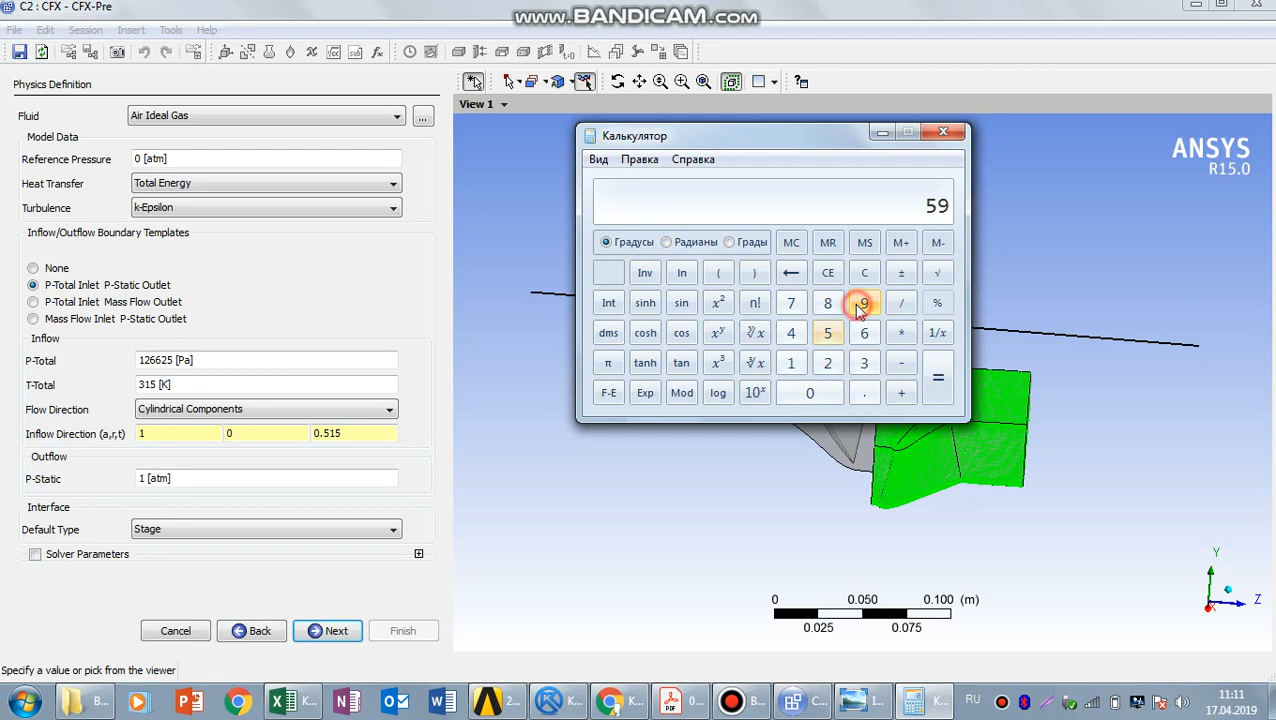 C2 : CFX - CFX-Pre
www.BANDICAM.com
File Edit Session Insert Tools Help
Physics Definition
View 1
Fluid Air Ideal Gas ...
Model Data
Reference Pressure 0 [atm]
Heat Transfer Total Energy
Turbulence k-Epsilon
Inflow/Outflow Boundary Templates
None
P-Total Inlet P-Static Outlet
P-Total Inlet Mass Flow Outlet
Mass Flow Inlet P-Static Outlet
Inflow
P-Total 126625 [Pa]
T-Total 315 [K]
Flow Direction Cylindrical Components
Inflow Direction (a,r,t) 1 0 0.515
Outflow
P-Static 1 [atm]
Interface
Default Type Stage
Solver Parameters
Cancel Back Next Finish
Specify a value or pick from the viewer
ANSYS
R15.0
Калькулятор
Вид Правка Справка
59
Градусы Радианы Грады MC MR MS M+ M-
Inv ln ( ) ← CE C ± √
Int sinh sin x² n! 7 8 9 / %
dms cosh cos xʸ ʸ√x 4 5 6 * 1/x
π tanh tan x³ ³√x 1 2 3 - =
F-E Exp Mod log 10ˣ 0 . +
0 0.050 0.100 (m)
0.025 0.075
Y
Z
X
B... K... 2... K... K... 0... B... C... I... K... RU
11:11
17.04.2019